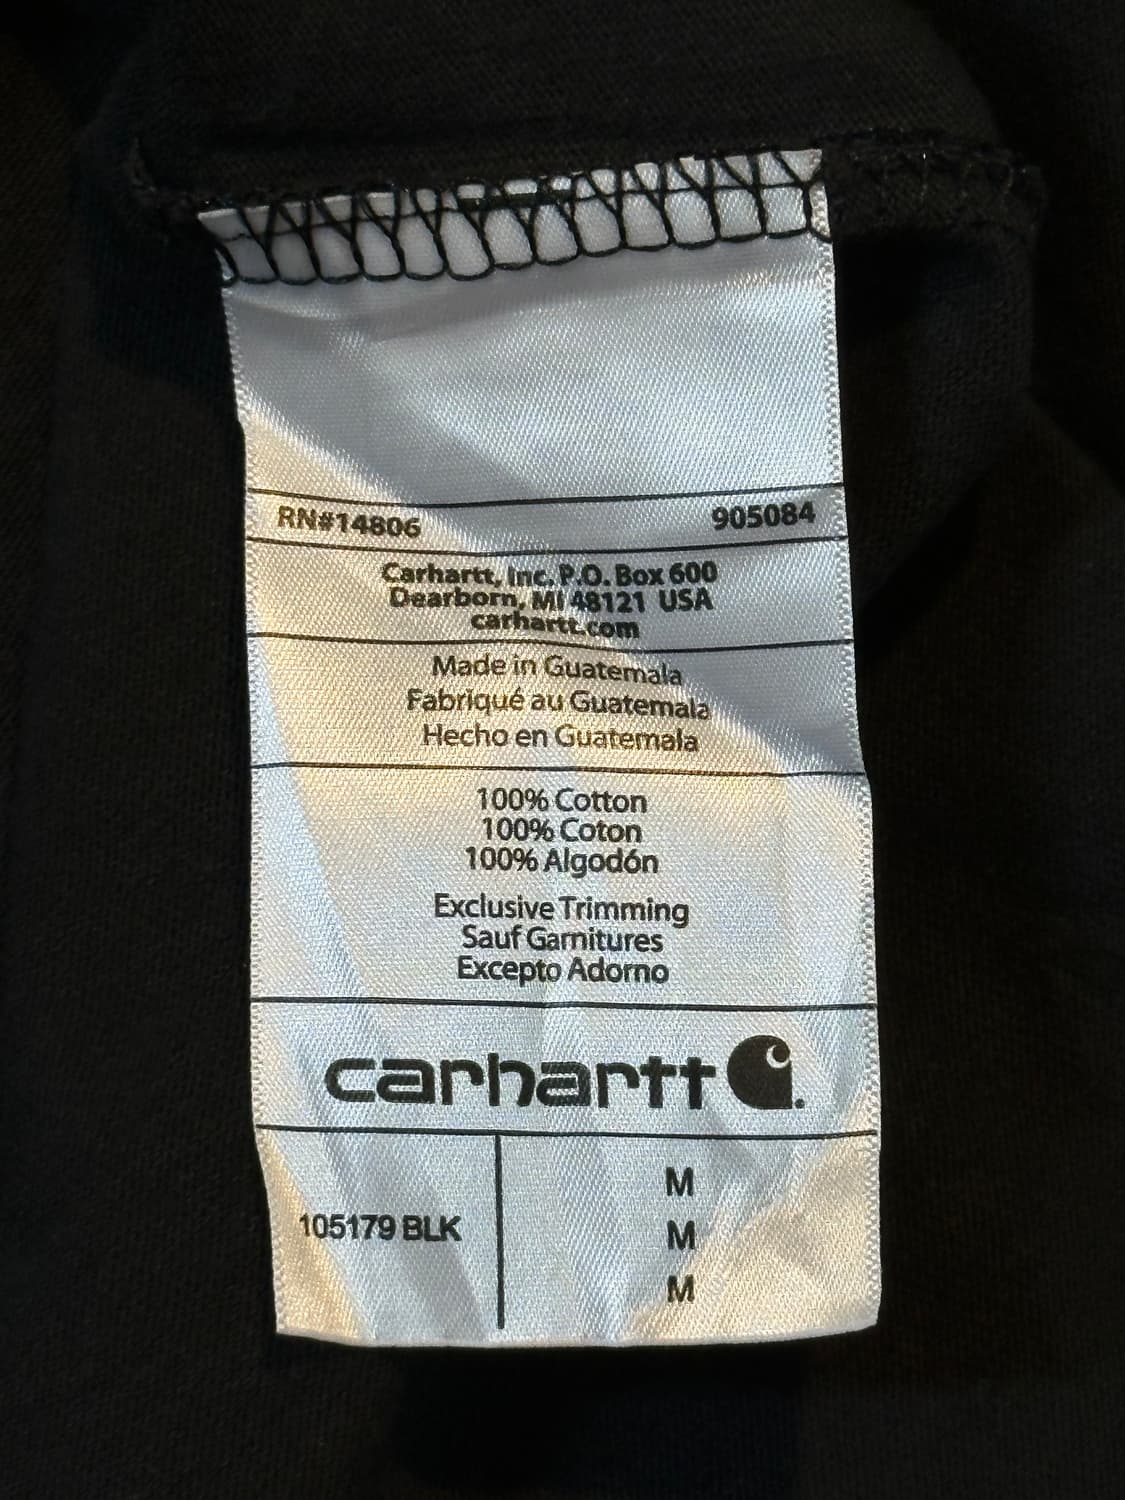 RN#14806 905084
Carhartt, Inc. P.O. Box 600
Dearborn, MI 48121 USA
carhartt.com
Made in Guatemala
Fabriqué au Guatemala
Hecho en Guatemala
100% Cotton
100% Coton
100% Algodón
Exclusive Trimming
Sauf Garnitures
Excepto Adorno
carhartt
M
105179 BLK M
M